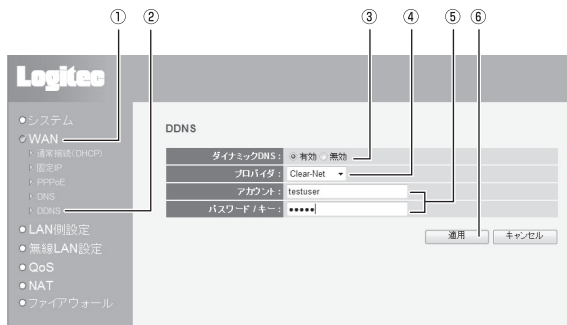 ① ② ③ ④ ⑤ ⑥
Logitec
システム
WAN
通常接続(DHCP)
固定IP
PPPoE
DNS
DDNS
LAN側設定
無線LAN設定
QoS
NAT
ファイアウォール
DDNS
ダイナミックDNS： 有効 無効
プロバイダ： Clear-Net
アカウント： testuser
パスワード / キー： •••••
適用 キャンセル